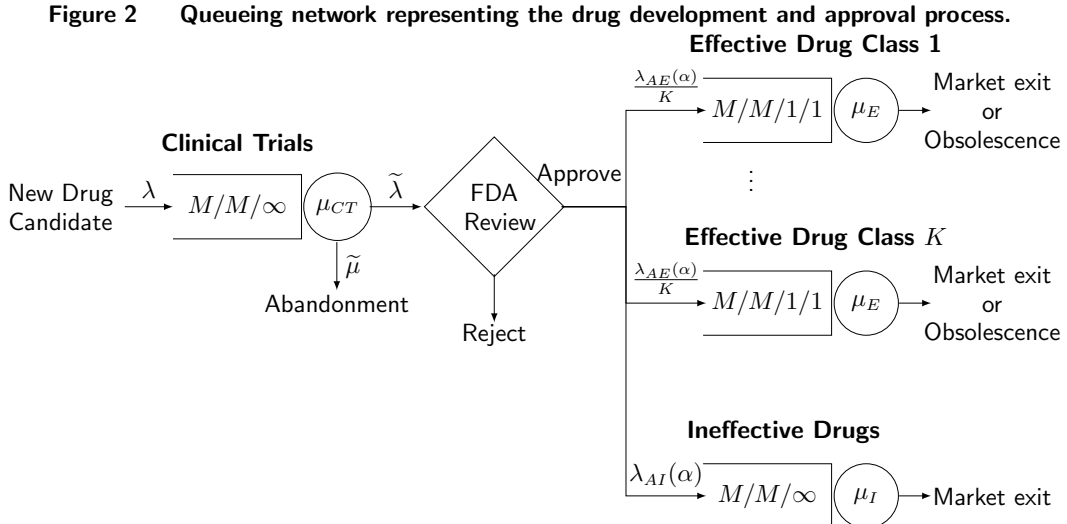 Figure 2 Queueing network representing the drug development and approval process.
Effective Drug Class 1
λ_AE(α)/K
M/M/1/1
μ_E
Market exit
or
Obsolescence
Clinical Trials
New Drug
Candidate
λ
M/M/∞
μ_CT
λ̃
μ̃
Abandonment
FDA
Review
Approve
Reject
⋮
Effective Drug Class K
λ_AE(α)/K
M/M/1/1
μ_E
Market exit
or
Obsolescence
Ineffective Drugs
λ_AI(α)
M/M/∞
μ_I
Market exit